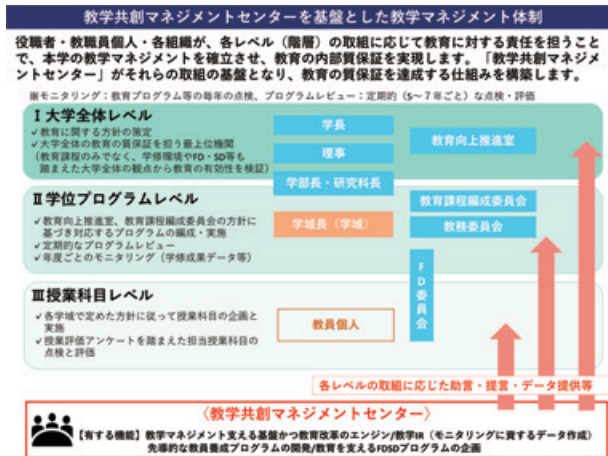 教学共創マネジメントセンターを基盤とした教学マネジメント体制
役職者・教職員個人・各組織が、各レベル（階層）の取組に応じて教育に対する責任を担うこと
で、本学の教学マネジメントを確立させ、教育の内部質保証を実現します。「教学共創マネジメ
ントセンター」がそれらの取組の基盤となり、教育の質保証を達成する仕組みを構築します。
※モニタリング：教育プログラム等の毎年の点検、プログラムレビュー：定期的（5～7年ごと）な点検・評価
Ⅰ大学全体レベル
✓教育に関する方針の策定
✓大学全体の教育の質保証を担う最上位機関
（教育課程のみでなく、学修環境やFD・SD等も
踏まえた大学全体の観点から教育の有効性を検証）
学長
理事
学部長・研究科長
教育向上推進室
Ⅱ学位プログラムレベル
✓教育向上推進室、教育課程編成委員会の方針に
基づき対応するプログラムの編成・実施
✓定期的なプログラムレビュー
✓年度ごとのモニタリング（学修成果データ等）
学域長（学域）
教育課程編成委員会
教務委員会
FD委員会
Ⅲ授業科目レベル
✓各学域で定めた方針に従って授業科目の企画と
実施
✓授業評価アンケートを踏まえた担当授業科目の
点検と評価
教員個人
各レベルの取組に応じた助言・提言・データ提供等
〈教学共創マネジメントセンター〉
【有する機能】教学マネジメント支える基盤かつ教育改革のエンジン/教学IR（モニタリングに資するデータ作成）
先導的な教員養成プログラムの開発/教育を支えるFDSDプログラムの企画